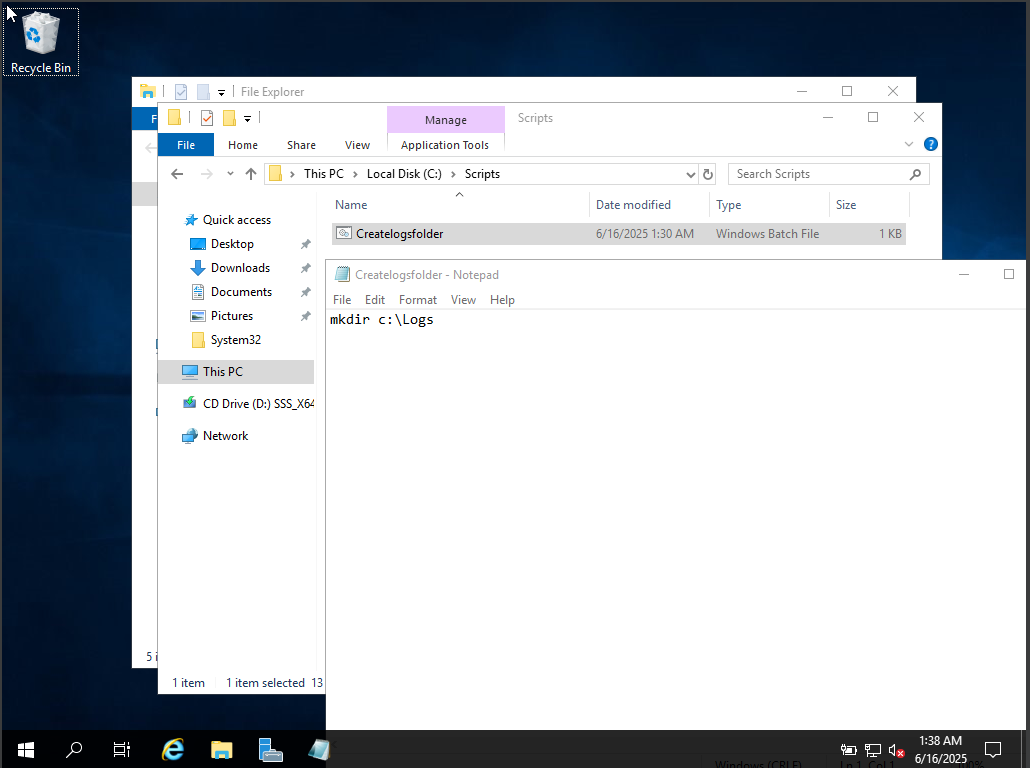 Recycle Bin
File Explorer
F
Manage
Scripts
File
Home
Share
View
Application Tools
This PC
Local Disk (C:)
Scripts
Search Scripts
Name
Date modified
Type
Size
Createlogsfolder
6/16/2025 1:30 AM
Windows Batch File
1 KB
Quick access
Desktop
Downloads
Documents
Pictures
System32
This PC
CD Drive (D:) SSS_X64
Network
Createlogsfolder - Notepad
File
Edit
Format
View
Help
mkdir c:\Logs
5 i
1 item
1 item selected
13
Windows (CRLF)
Ln 1, Col 1
1:38 AM
6/16/2025